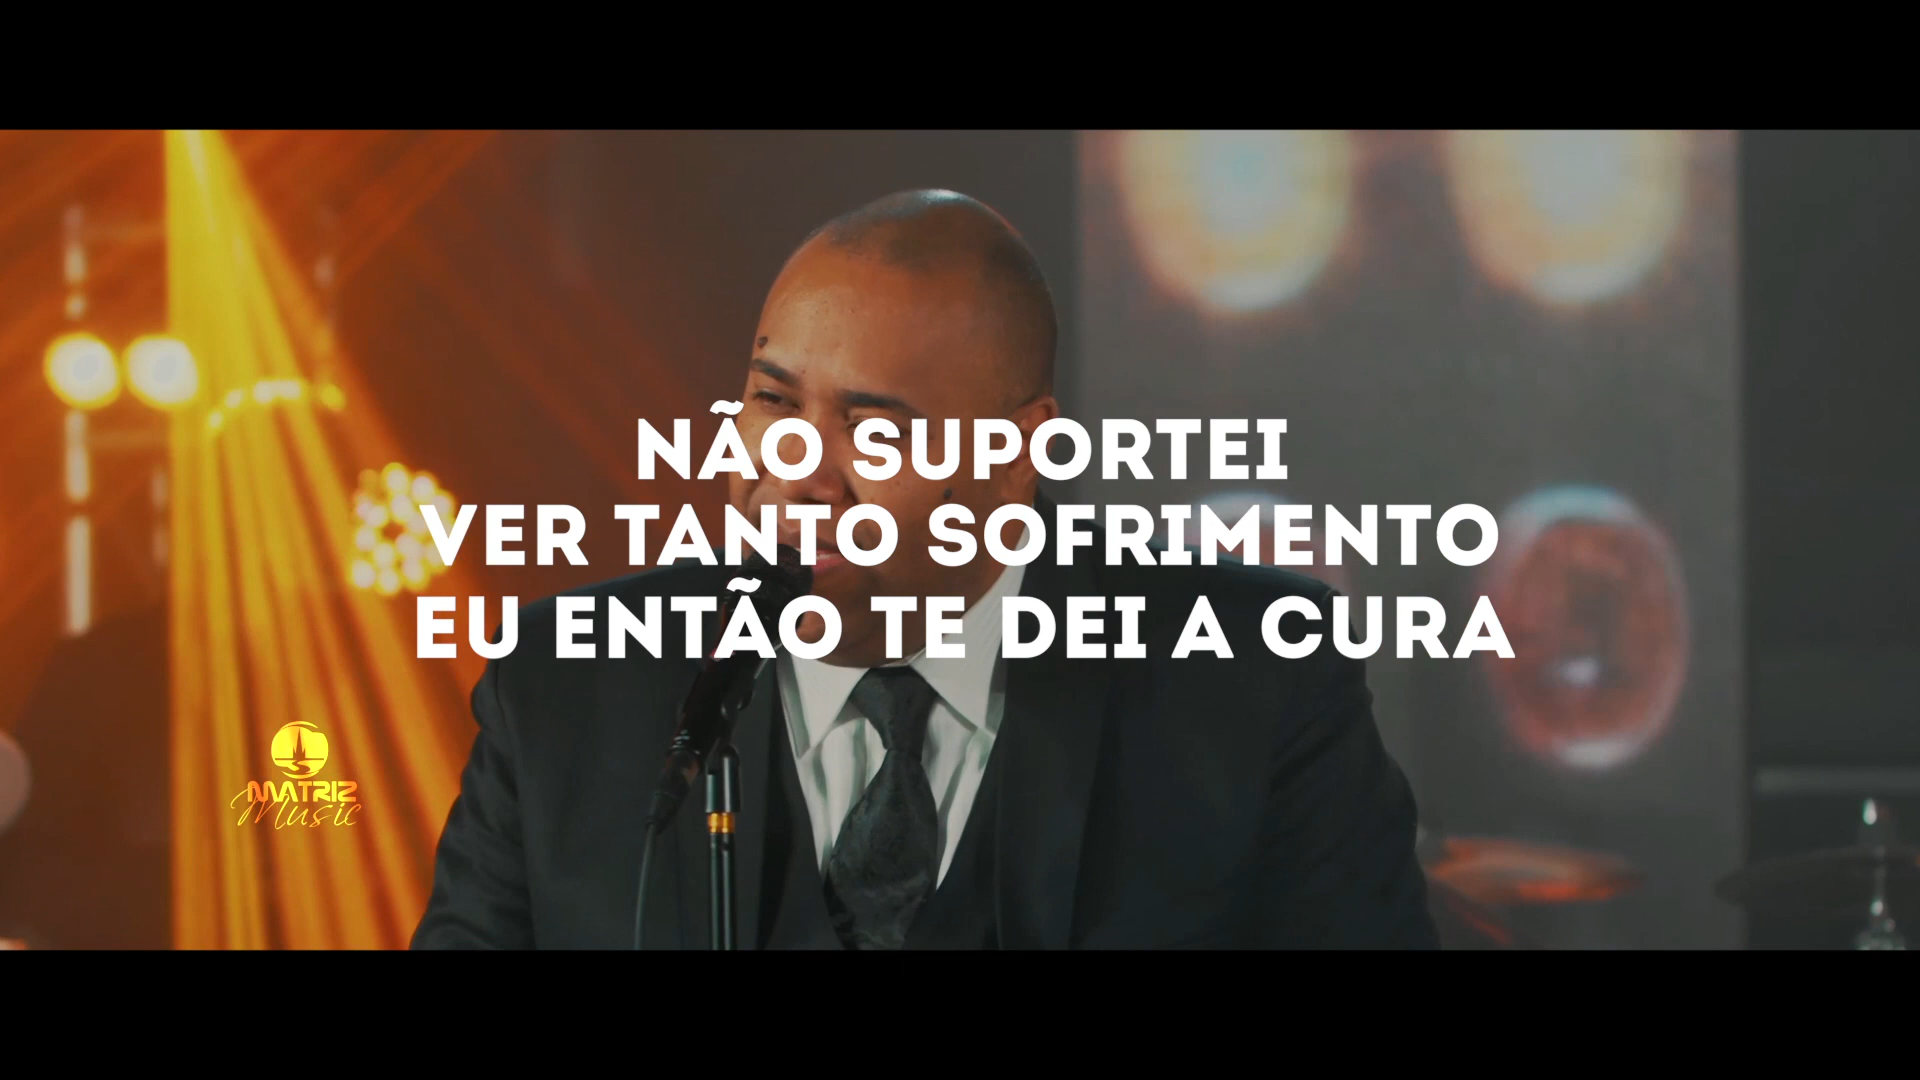 NÃO SUPORTEI
VER TANTO SOFRIMENTO
EU ENTÃO TE DEI A CURA
MATRIZ
Music